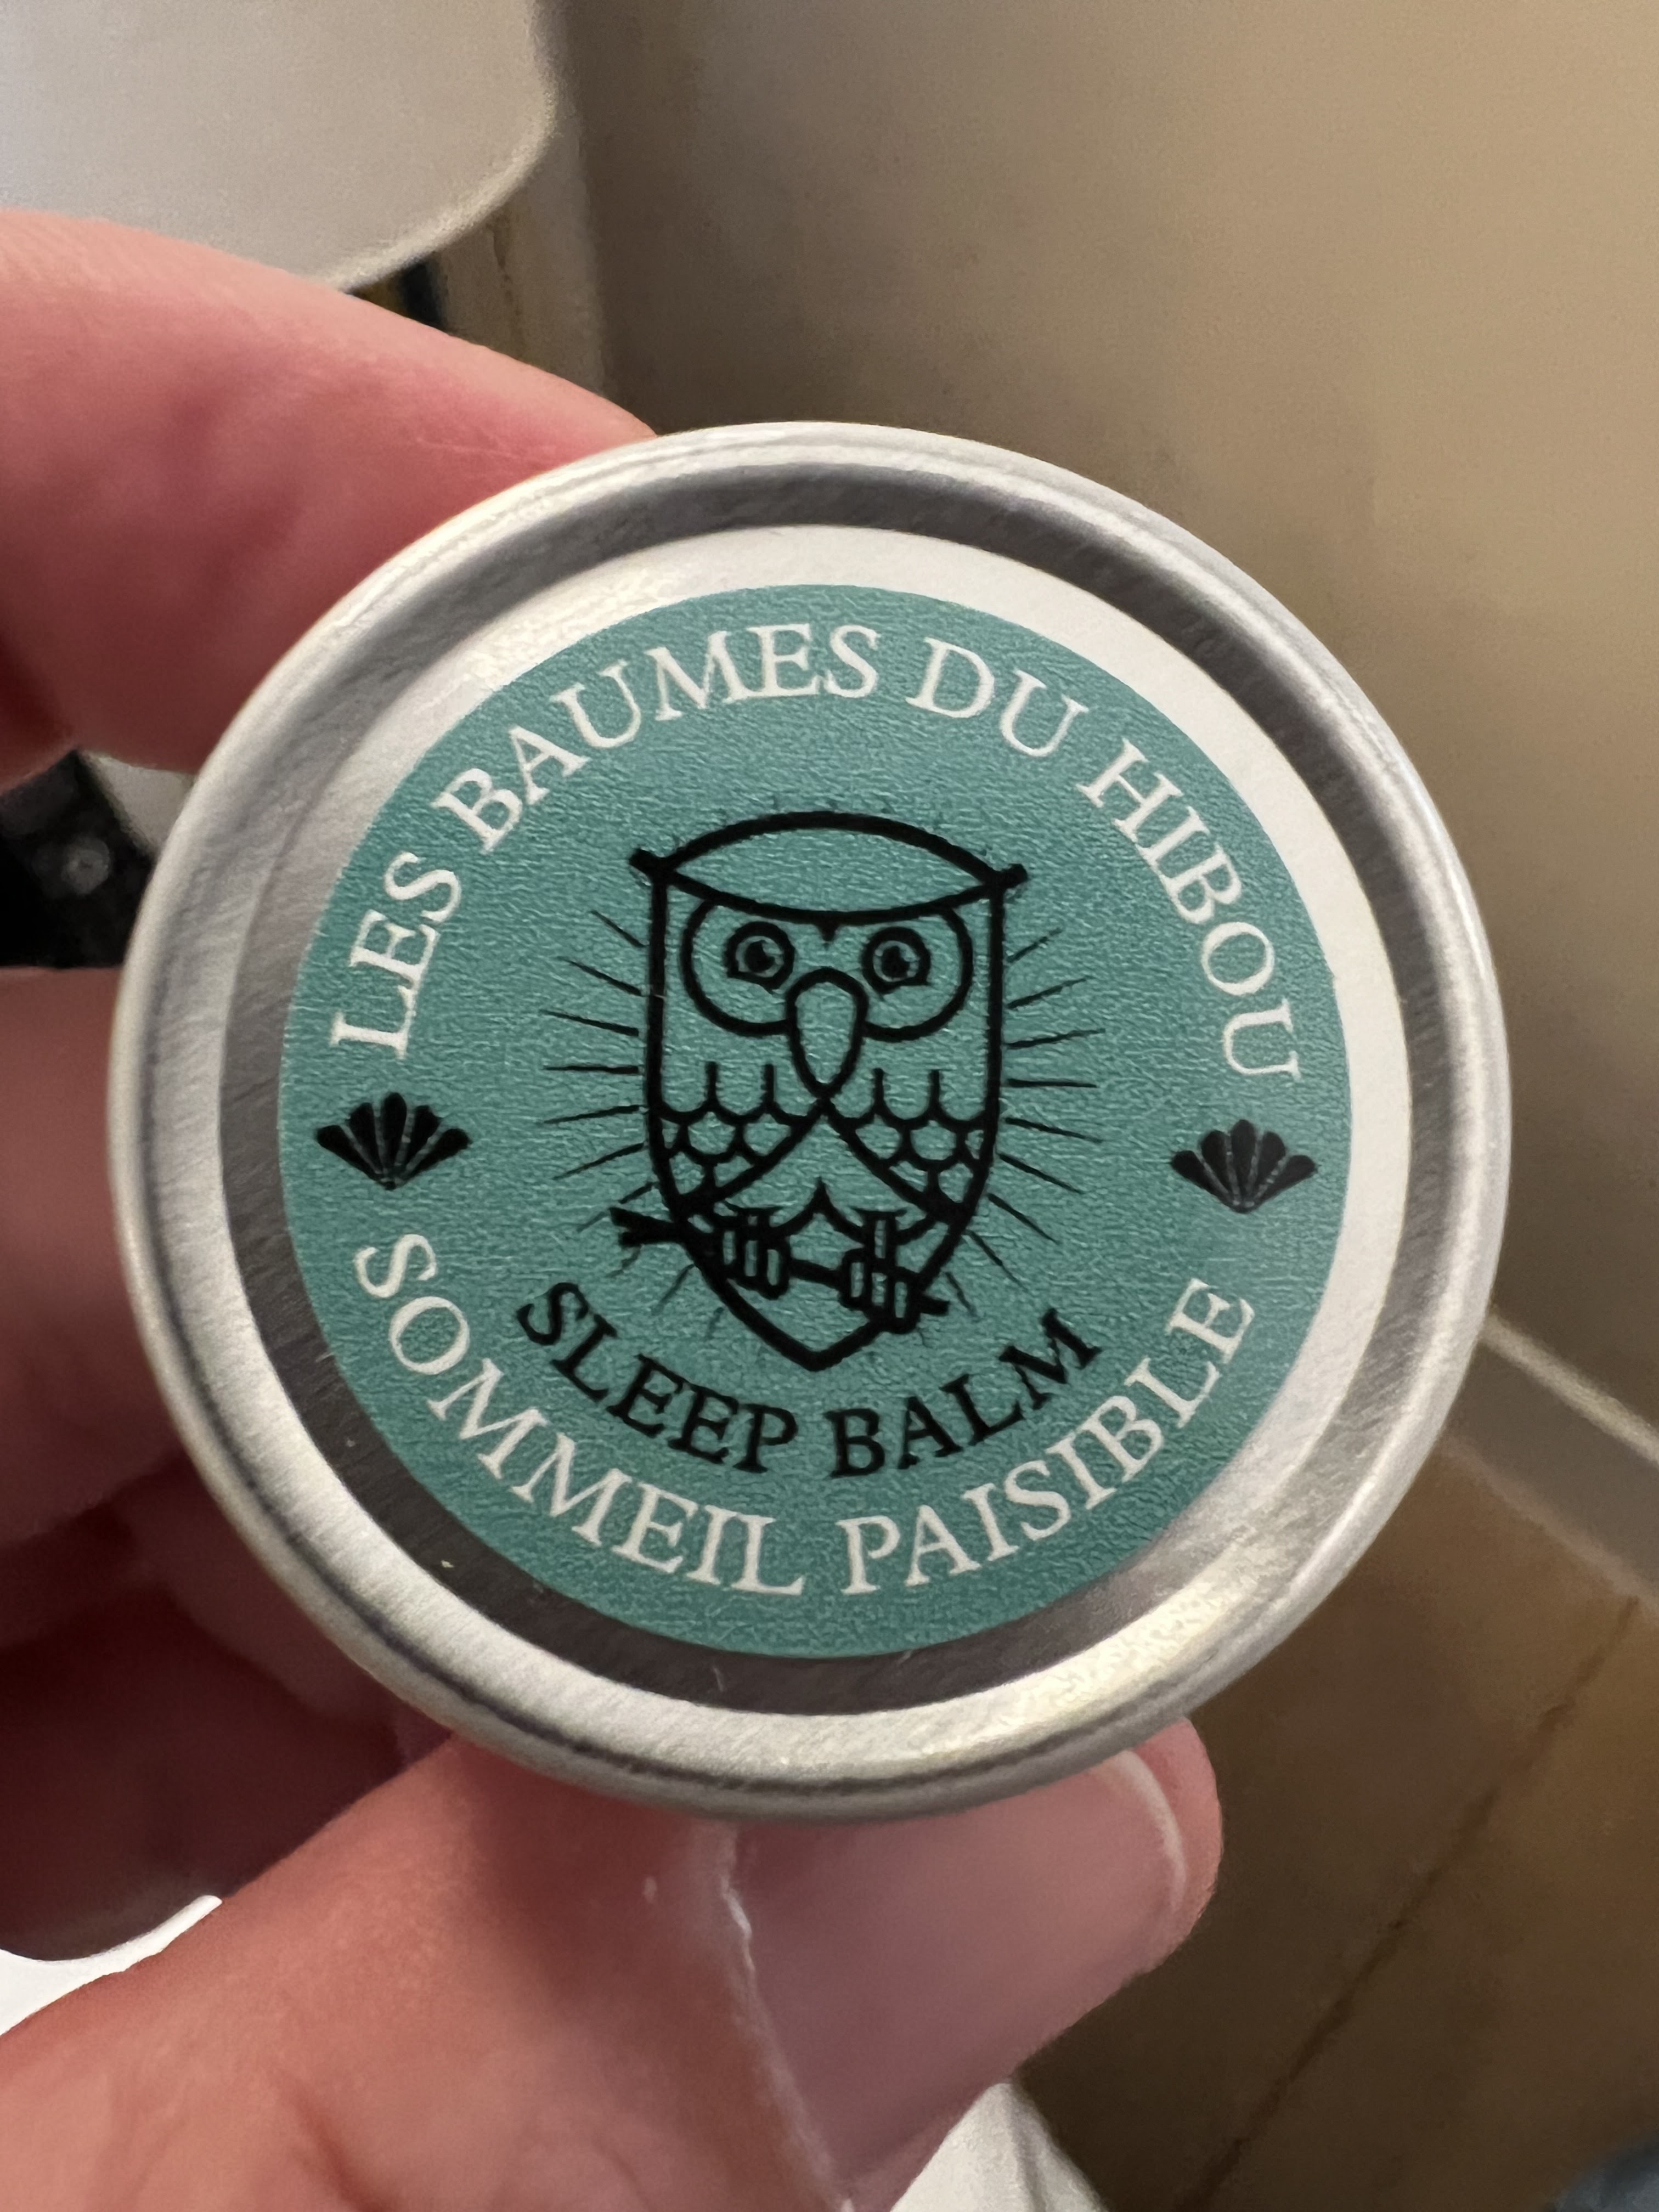 LES BAUMES DU HIBOU
SLEEP BALM
SOMMEIL PAISIBLE